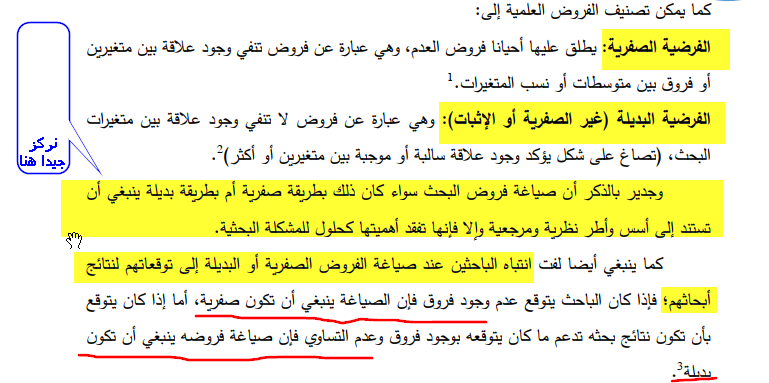 كما يمكن تصنيف الفروض العلمية إلى:
الفرضية الصفرية: يطلق عليها أحيانا فروض العدم، وهي عبارة عن فروض تنفي وجود علاقة بين متغيرين
أو فروق بين متوسطات أو نسب المتغيرات.1
الفرضية البديلة (غير الصفرية أو الإثبات): وهي عبارة عن فروض لا تنفي وجود علاقة بين متغيرات
البحث، (تصاغ على شكل يؤكد وجود علاقة سالبة أو موجبة بين متغيرين أو أكثر)2.
نركز
جيدا هنا
وجدير بالذكر أن صياغة فروض البحث سواء كان ذلك بطريقة صفرية أم بطريقة بديلة ينبغي أن
تستند إلى أسس وأطر نظرية ومرجعية وإلا فإنها تفقد أهميتها كحلول للمشكلة البحثية.
كما ينبغي أيضا لفت انتباه الباحثين عند صياغة الفروض الصفرية أو البديلة إلى توقعاتهم لنتائج
أبحاثهم؛ فإذا كان الباحث يتوقع عدم وجود فروق فإن الصياغة ينبغي أن تكون صفرية، أما إذا كان يتوقع
بأن تكون نتائج بحثه تدعم ما كان يتوقعه بوجود فروق وعدم التساوي فإن صياغة فروضه ينبغي أن تكون
بديلة3.